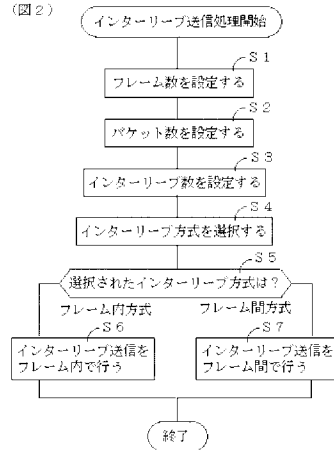 (図2)
インターリーブ送信処理開始
S1
フレーム数を設定する
S2
パケット数を設定する
S3
インターリーブ数を設定する
S4
インターリーブ方式を選択する
S5
選択されたインターリーブ方式は?
フレーム内方式
フレーム間方式
S6
インターリーブ送信を
フレーム内で行う
S7
インターリーブ送信を
フレーム間で行う
終了